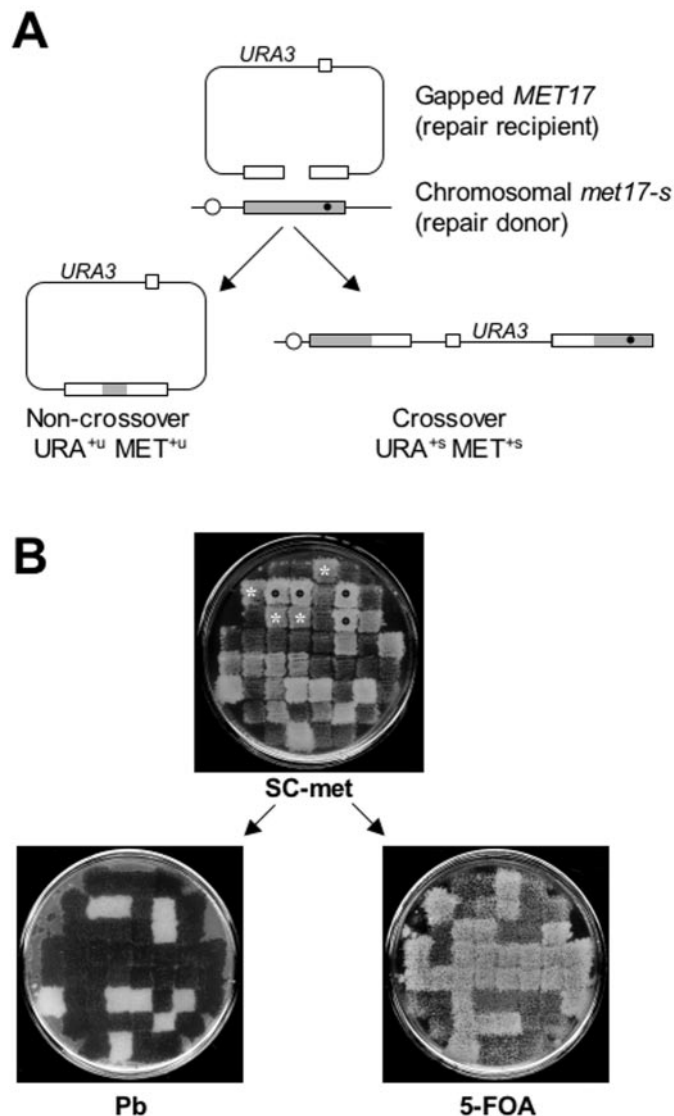 A
URA3
Gapped MET17
(repair recipient)
Chromosomal met17-s
(repair donor)
URA3
URA3
Non-crossover
URA+u MET+u
Crossover
URA+s MET+s
B
SC-met
Pb
5-FOA